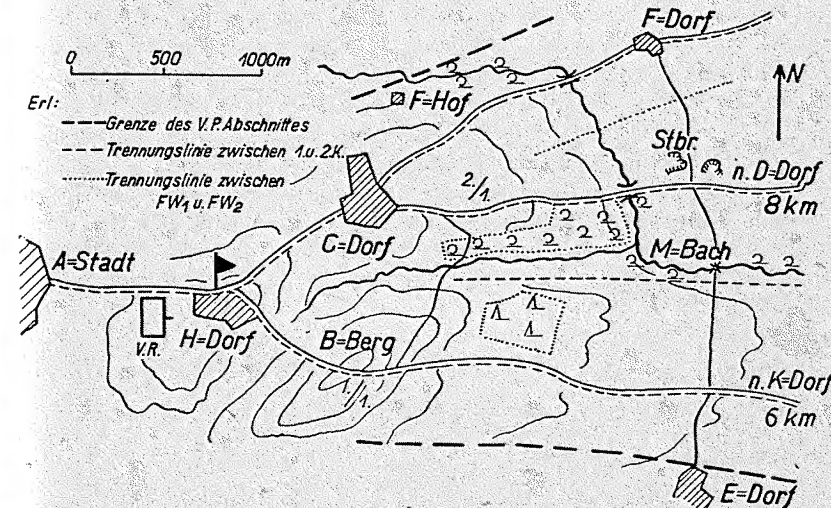 0 500 1000m
Erl:
Grenze des V.P.Abschnittes
Trennungslinie zwischen 1.u.2.K.
Trennungslinie zwischen
FW1 u. FW2
F=Dorf
N
F=Hof
Stbr.
n. D=Dorf
8 km
2./1.
C=Dorf
M=Bach
A=Stadt
V.R.
H=Dorf
B=Berg
1./1.
n. K=Dorf
6 km
E=Dorf